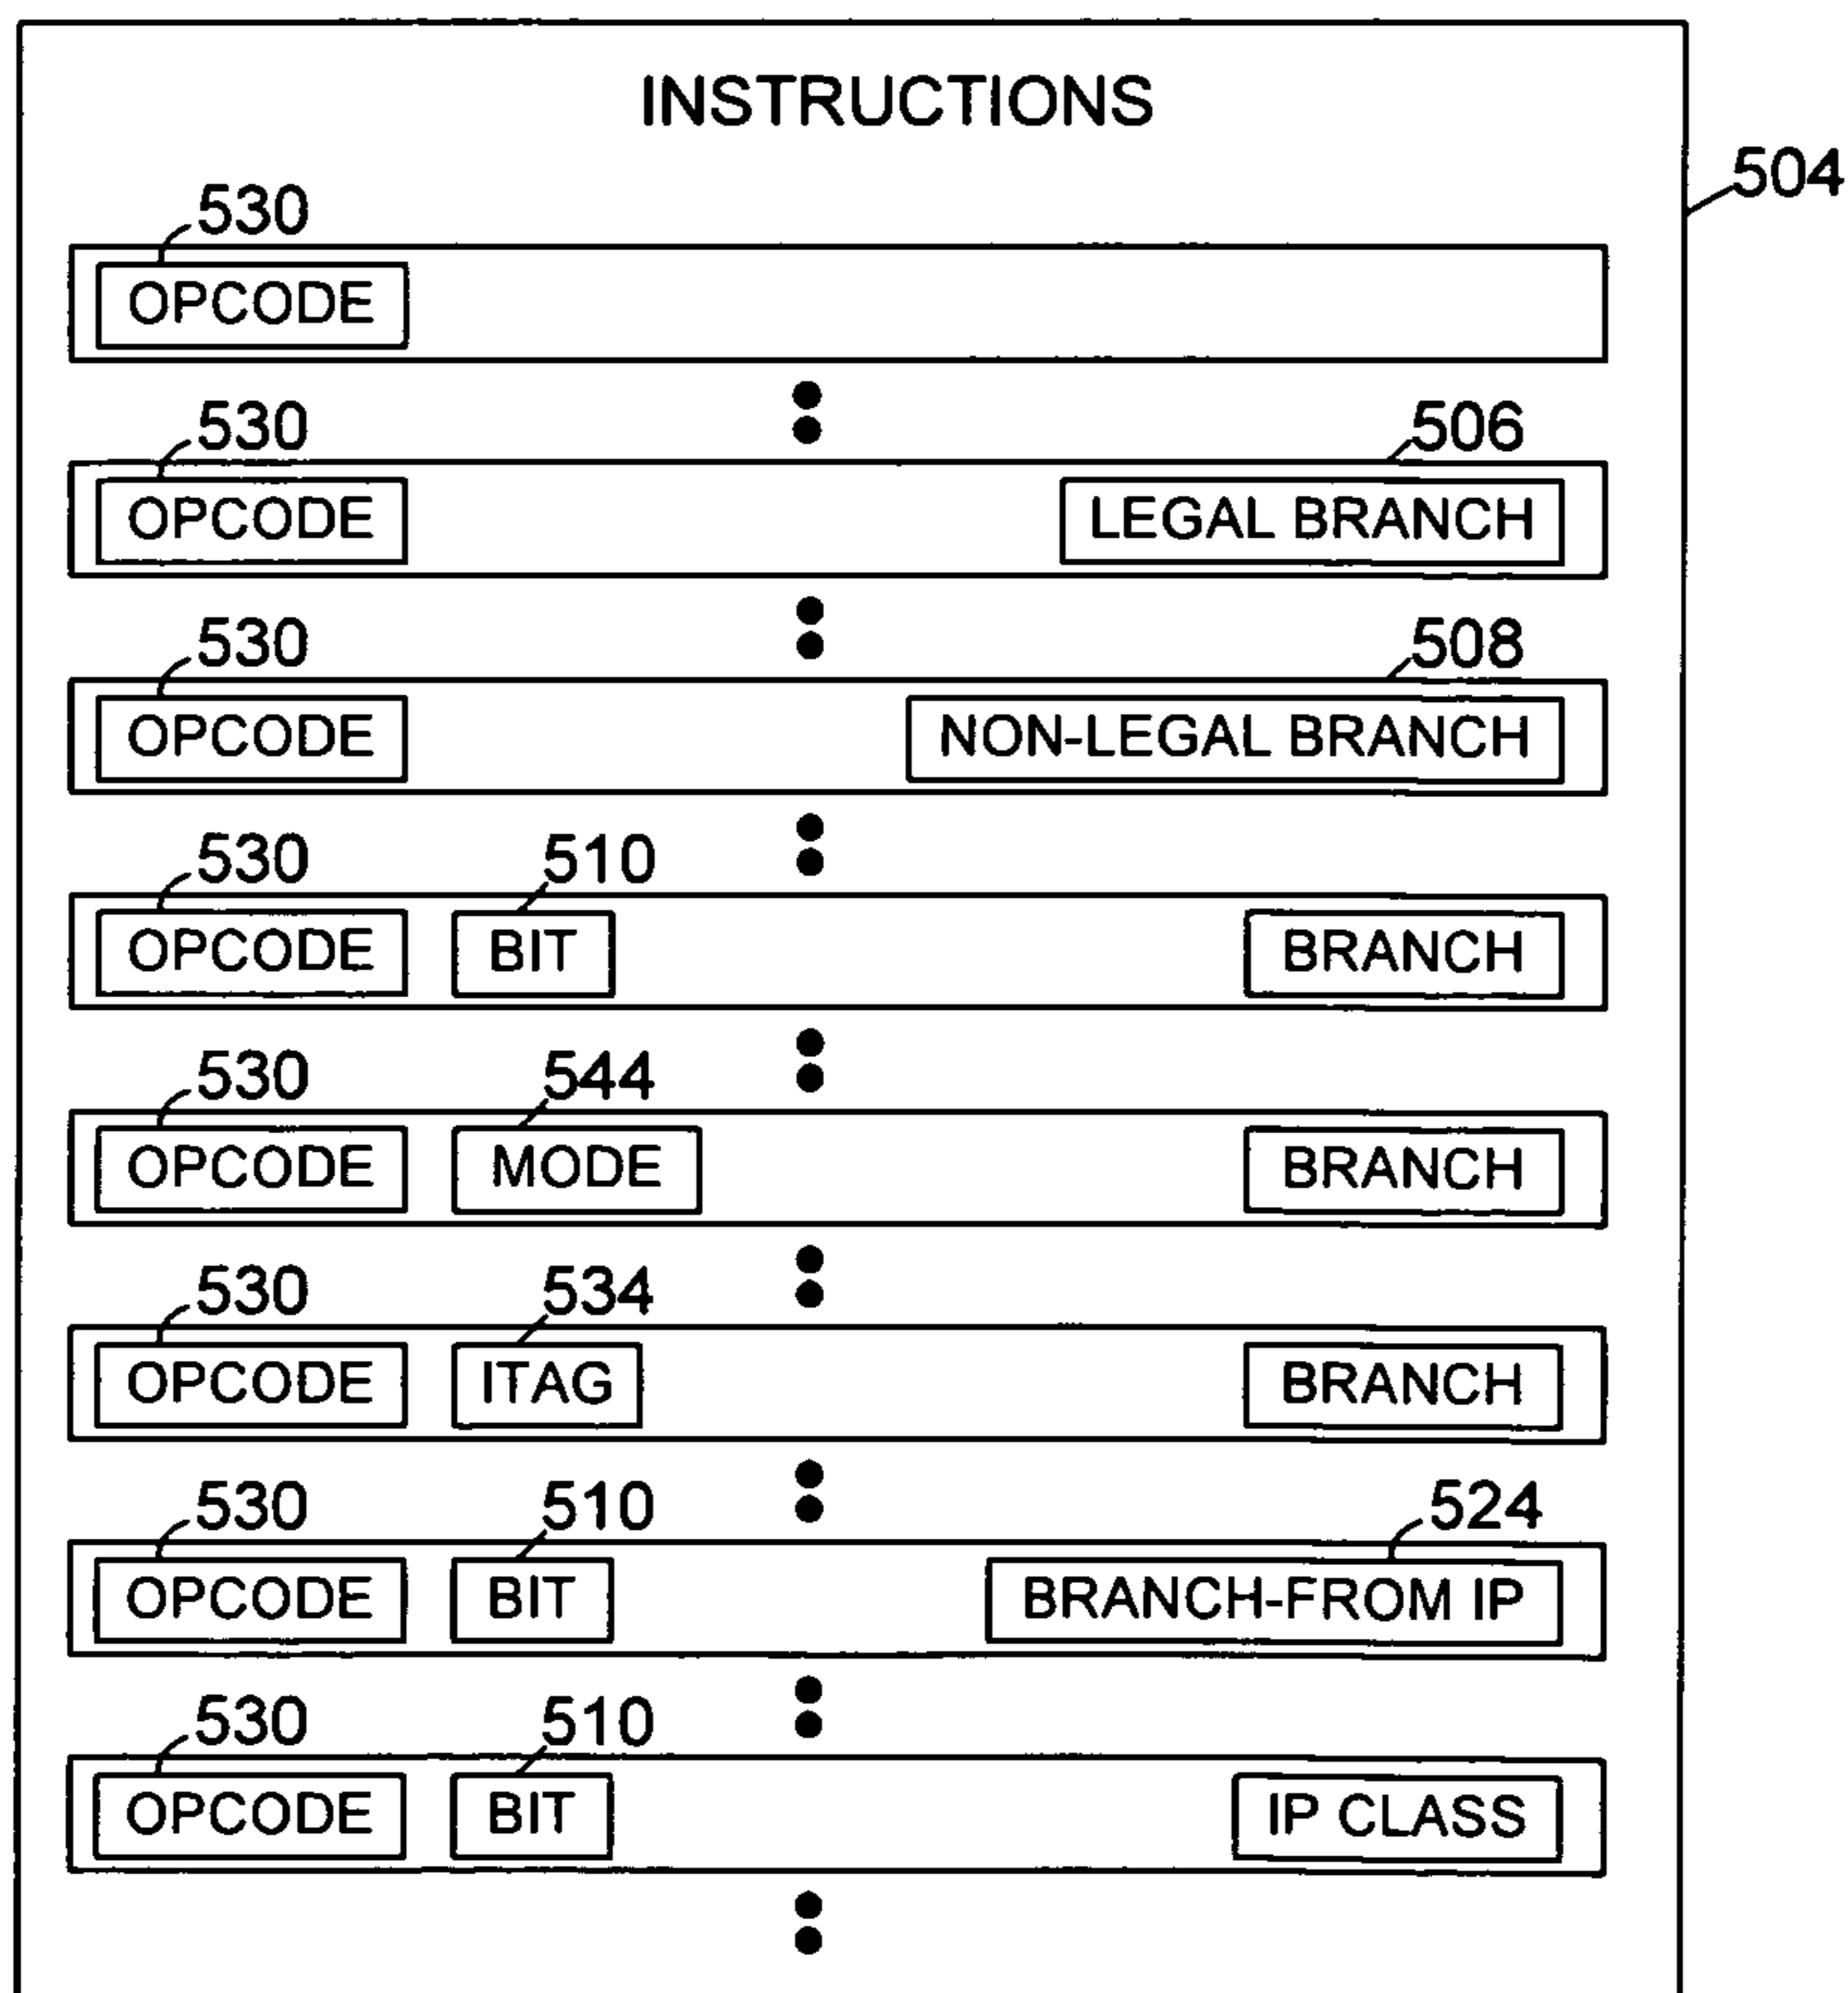 INSTRUCTIONS
504
530
OPCODE
530 506
OPCODE LEGAL BRANCH
530 508
OPCODE NON-LEGAL BRANCH
530 510
OPCODE BIT BRANCH
530 544
OPCODE MODE BRANCH
530 534
OPCODE ITAG BRANCH
530 510 524
OPCODE BIT BRANCH-FROM IP
530 510
OPCODE BIT IP CLASS